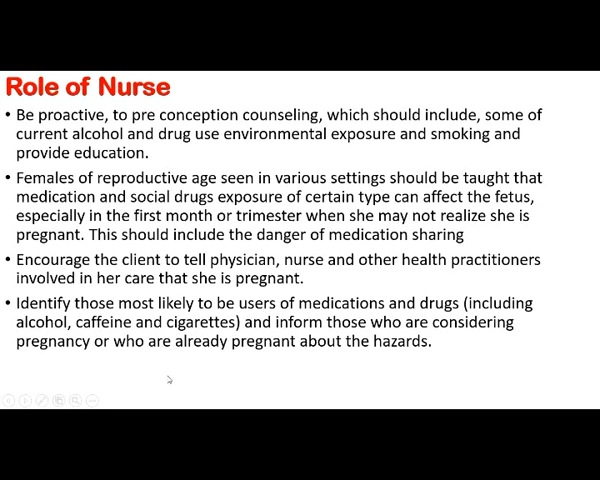 Role of Nurse
• Be proactive, to pre conception counseling, which should include, some of
current alcohol and drug use environmental exposure and smoking and
provide education.
• Females of reproductive age seen in various settings should be taught that
medication and social drugs exposure of certain type can affect the fetus,
especially in the first month or trimester when she may not realize she is
pregnant. This should include the danger of medication sharing
• Encourage the client to tell physician, nurse and other health practitioners
involved in her care that she is pregnant.
• Identify those most likely to be users of medications and drugs (including
alcohol, caffeine and cigarettes) and inform those who are considering
pregnancy or who are already pregnant about the hazards.